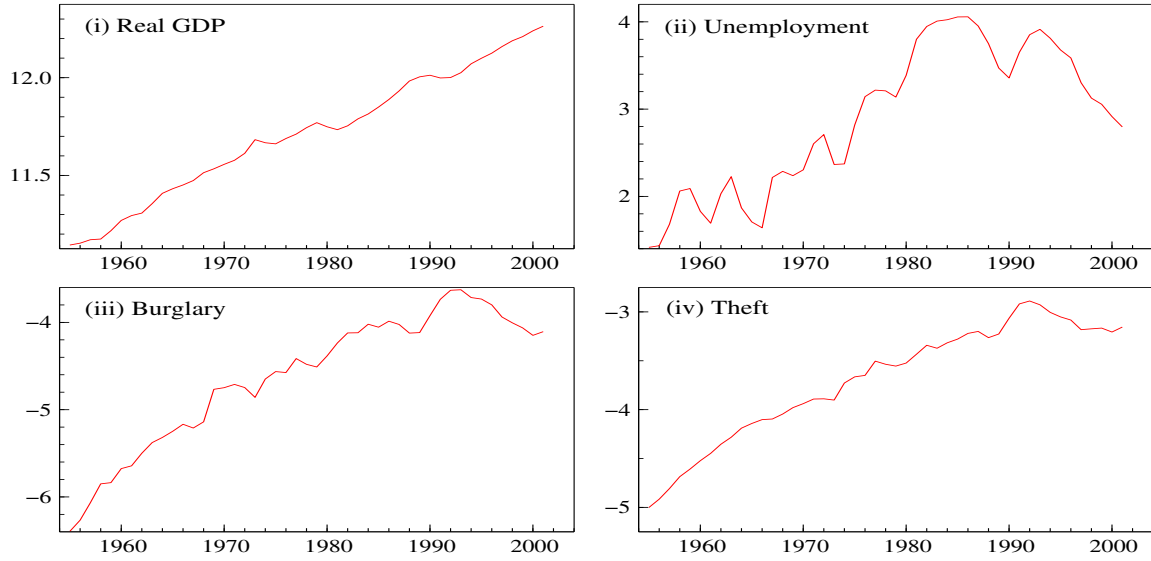 (i) Real GDP
12.0
11.5
1960 1970 1980 1990 2000
(ii) Unemployment
4
3
2
1960 1970 1980 1990 2000
(iii) Burglary
−4
−5
−6
1960 1970 1980 1990 2000
(iv) Theft
−3
−4
−5
1960 1970 1980 1990 2000